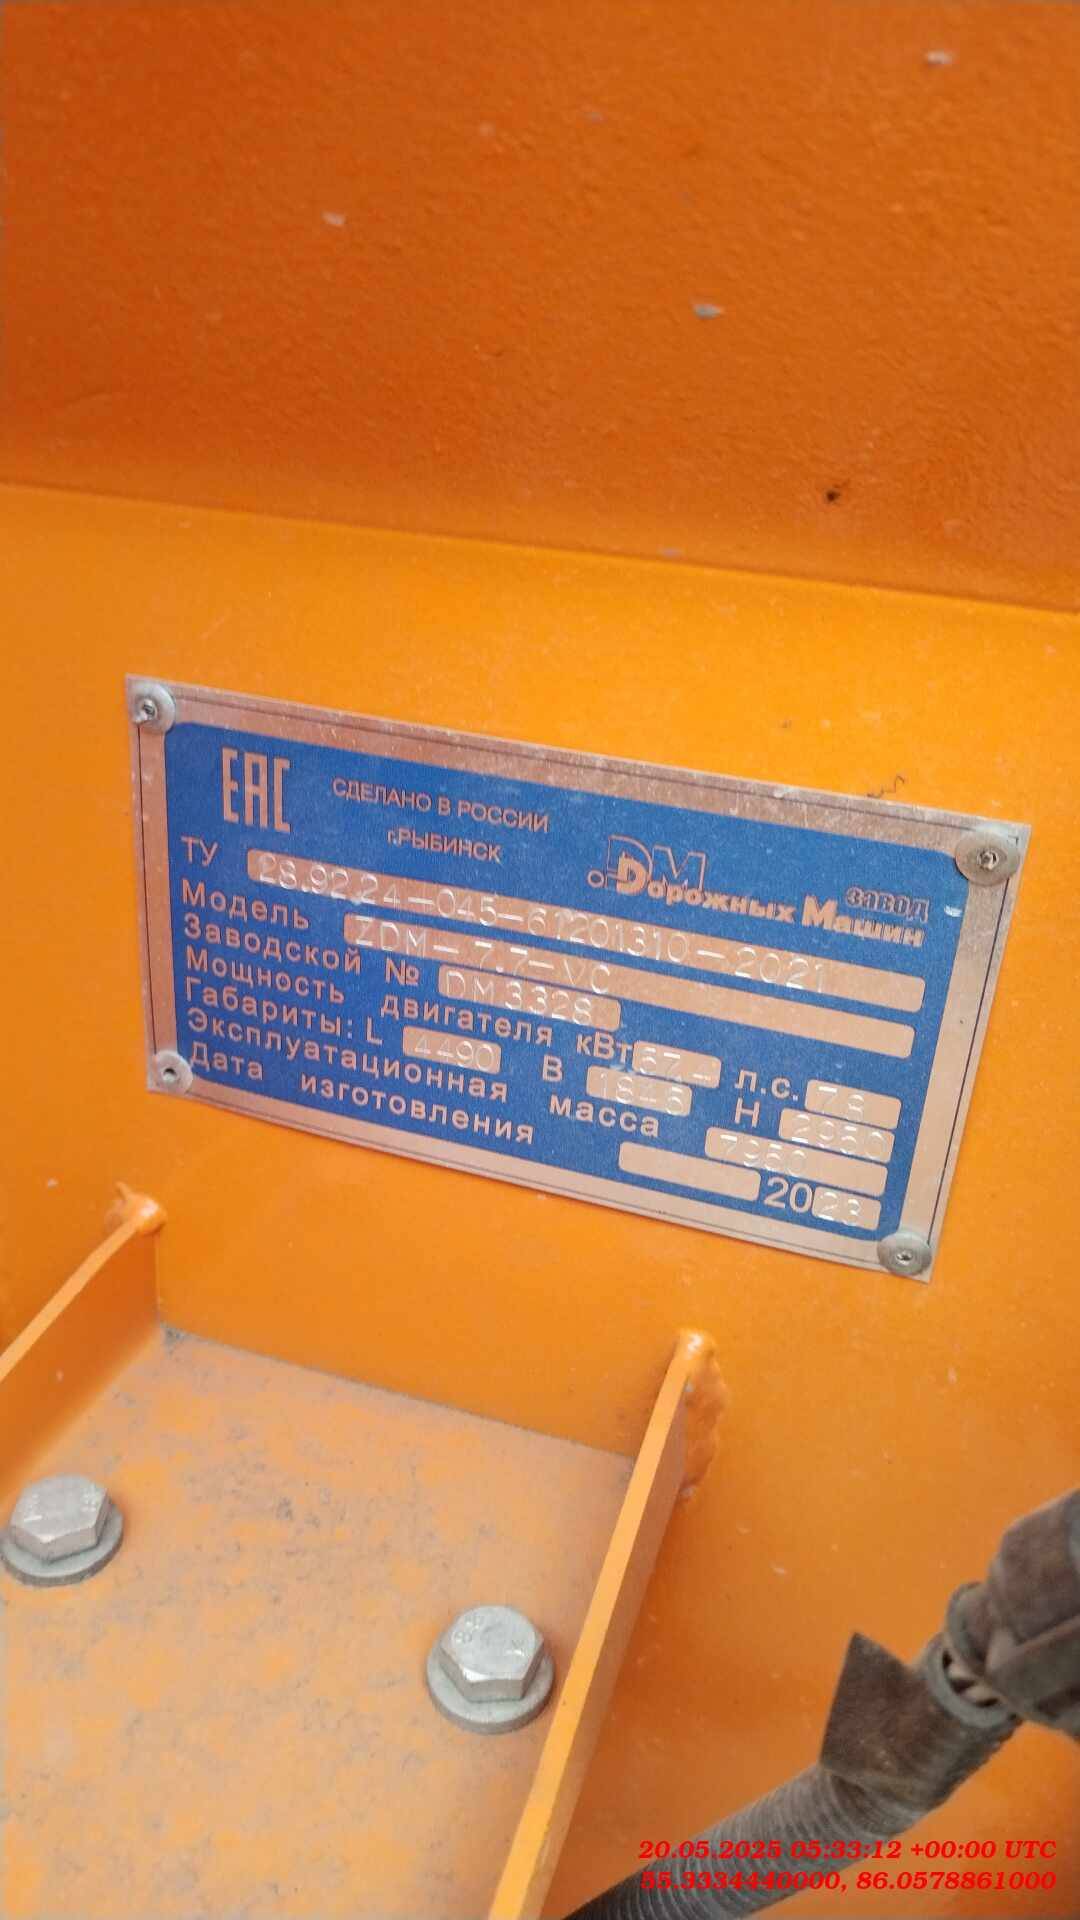 ЕАС
СДЕЛАНО В РОССИИ
г.РЫБИНСК
DM
ЗАВОД
Dорожных Машин
ТУ 28.92.24-045-61201310-2021
Модель ZDM-7.7-VC
Заводской № DM3328
Мощность двигателя кВт 57.- л.с. 78
Габариты: L 4490 В Н 2950
Эксплуатационная масса 7950
Дата изготовления 2023
20.05.2025 05:33:12 +00:00 UTC
55.3334440000, 86.0578861000